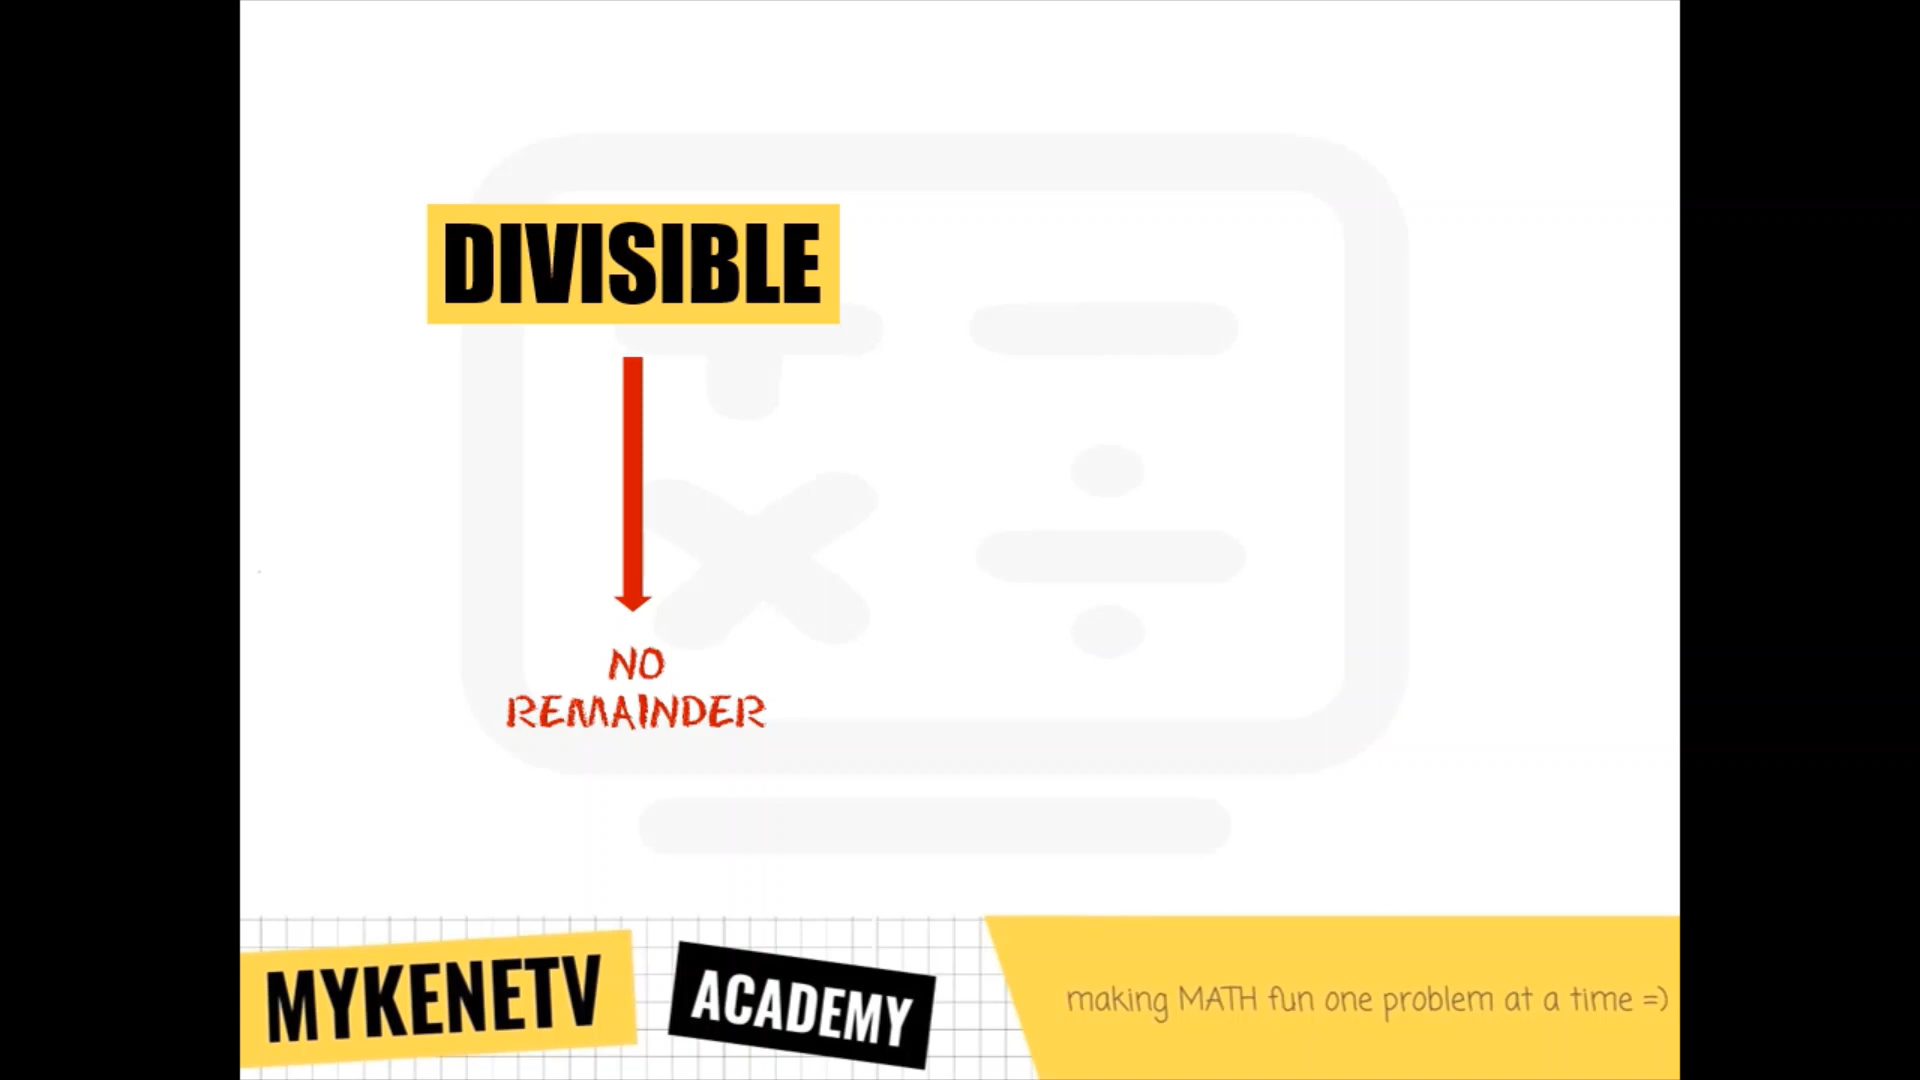 DIVISIBLE
NO
REMAINDER
MYKENETV
ACADEMY
making MATH fun one problem at a time =)